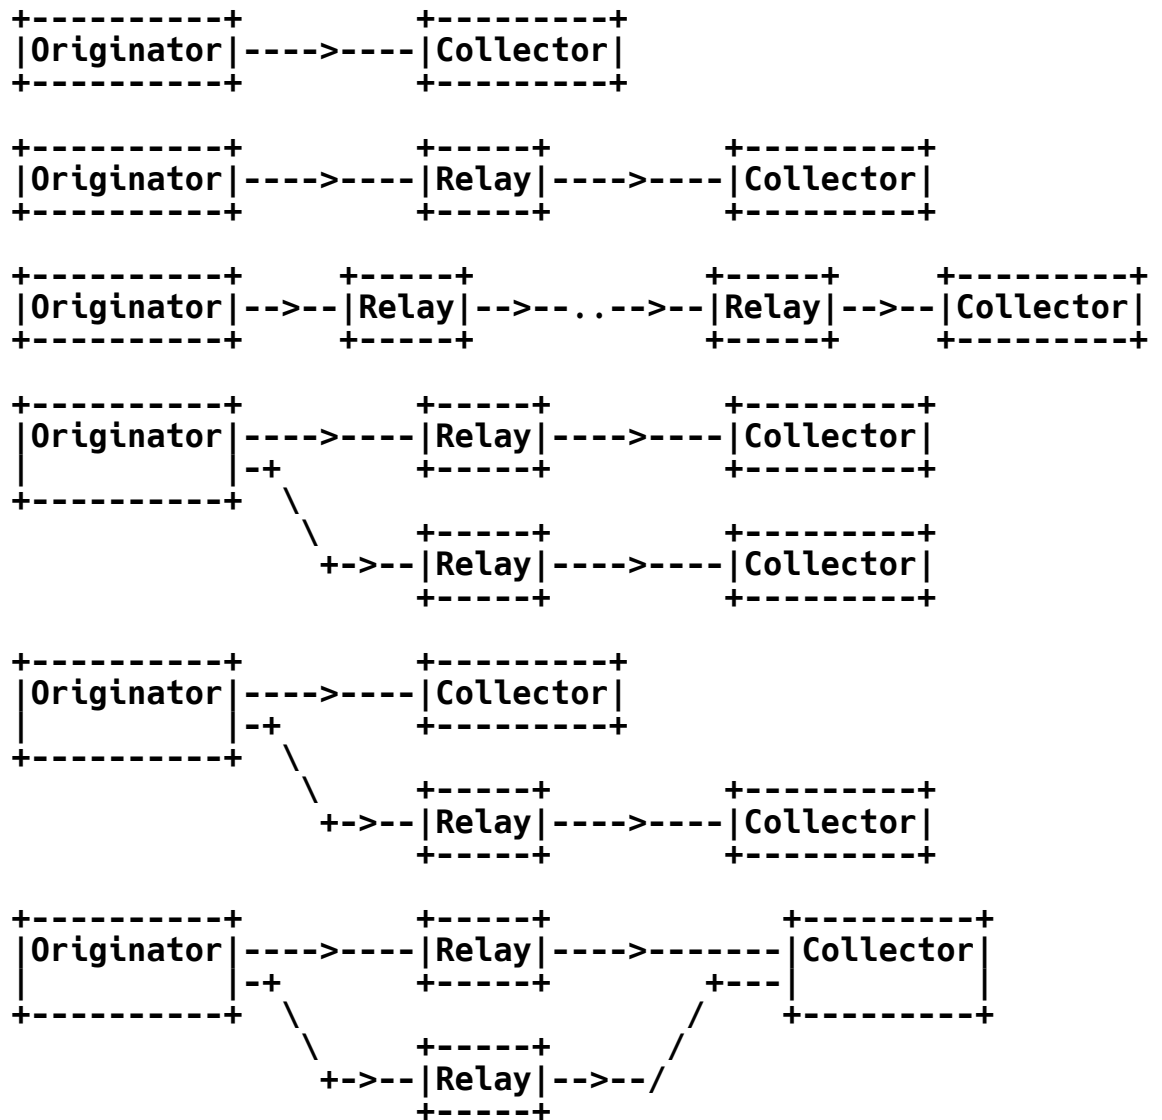 +----------+         +---------+
|Originator|---->----|Collector|
+----------+         +---------+

+----------+         +-----+         +---------+
|Originator|---->----|Relay|---->----|Collector|
+----------+         +-----+         +---------+

+----------+     +-----+            +-----+     +---------+
|Originator|-->--|Relay|-->--..-->--|Relay|-->--|Collector|
+----------+     +-----+            +-----+     +---------+

+----------+         +-----+         +---------+
|Originator|---->----|Relay|---->----|Collector|
|          |-+       +-----+         +---------+
+----------+  \
               \     +-----+         +---------+
                +->--|Relay|---->----|Collector|
                     +-----+         +---------+

+----------+         +---------+
|Originator|---->----|Collector|
|          |-+       +---------+
+----------+  \
               \     +-----+         +---------+
                +->--|Relay|---->----|Collector|
                     +-----+         +---------+

+----------+         +-----+            +---------+
|Originator|---->----|Relay|---->-------|Collector|
|          |-+       +-----+        +---|         |
+----------+  \                    /    +---------+
               \     +-----+      /
                +->--|Relay|-->--/
                     +-----+